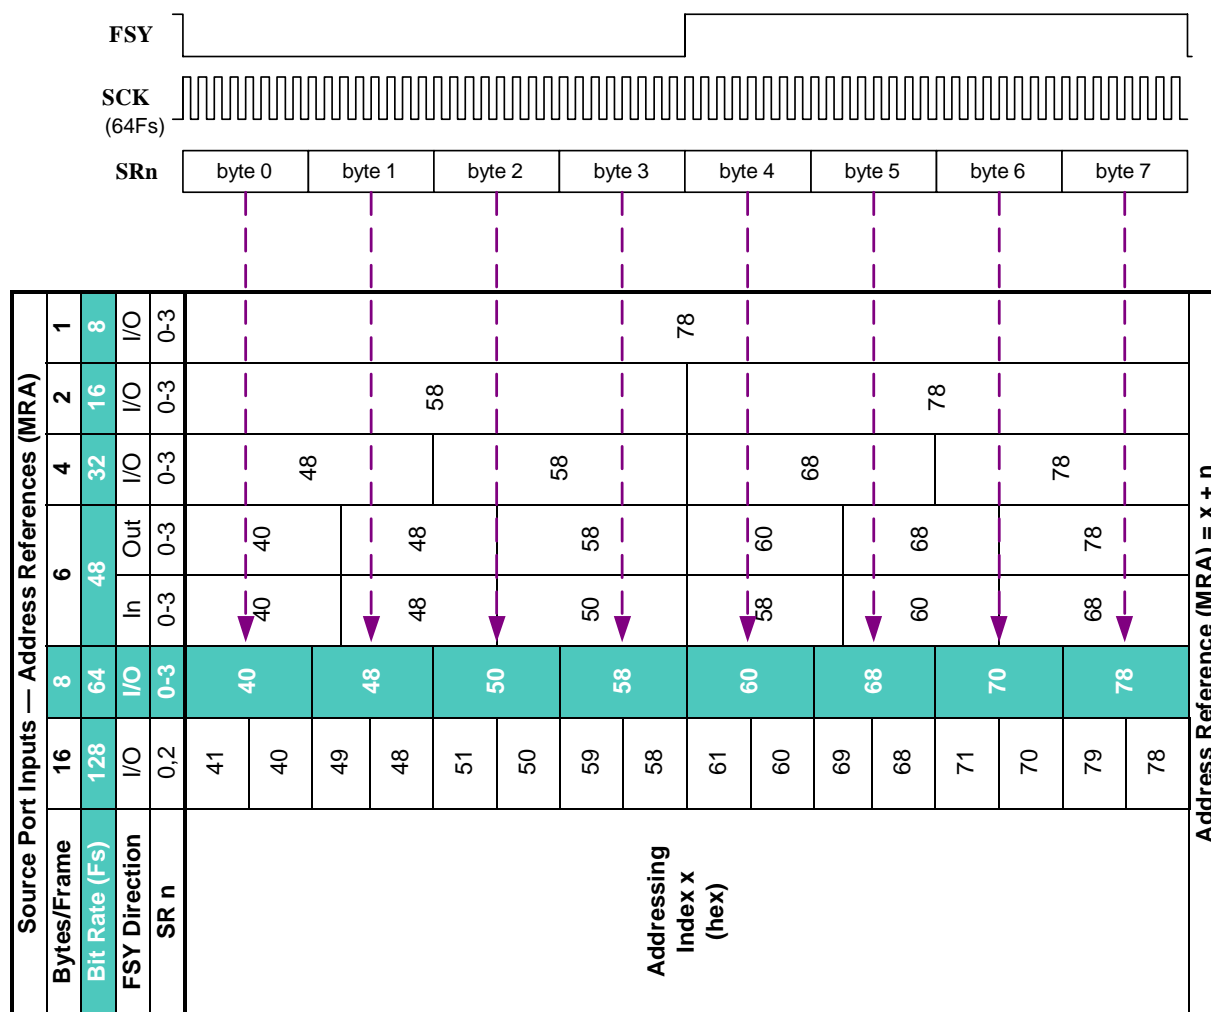 FSY
SCK
(64Fs)
SRn
byte 0 byte 1 byte 2 byte 3 byte 4 byte 5 byte 6 byte 7
Source Port Inputs — Address References (MRA)
Bytes/Frame 16 8 6 4 2 1
Bit Rate (Fs) 128 64 48 32 16 8
FSY Direction I/O I/O In Out I/O I/O I/O
SR n 0,2 0-3 0-3 0-3 0-3 0-3 0-3
Addressing
Index x
(hex)
78
58 78
48 58 68 78
40 48 58 60 68 78
40 48 50 58 60 68
40 48 50 58 60 68 70 78
41 40 49 48 51 50 59 58 61 60 69 68 71 70 79 78
Address Reference (MRA) = x + n